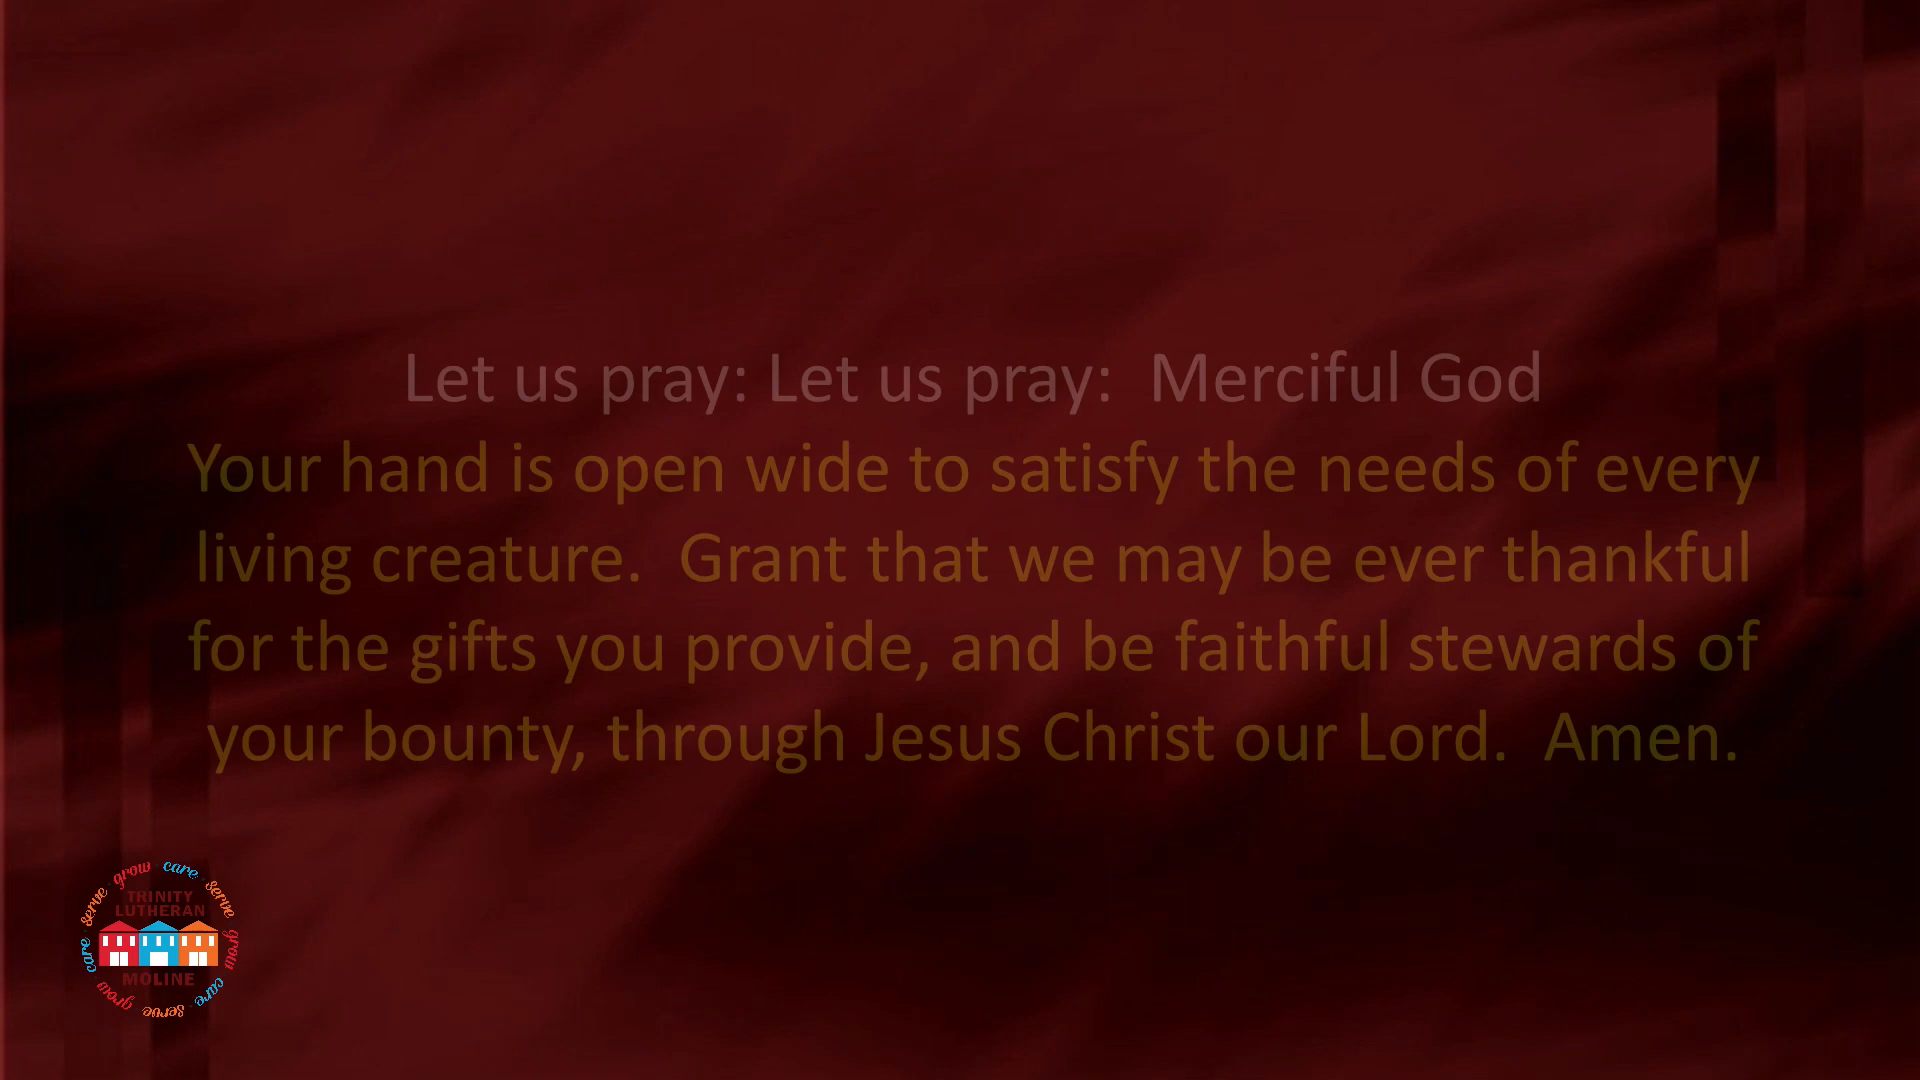 Let us pray: Let us pray:  Merciful God
Your hand is open wide to satisfy the needs of every
living creature.  Grant that we may be ever thankful
for the gifts you provide, and be faithful stewards of
your bounty, through Jesus Christ our Lord.  Amen.
grow care serve grow care serve grow care serve
TRINITY
LUTHERAN
MOLINE